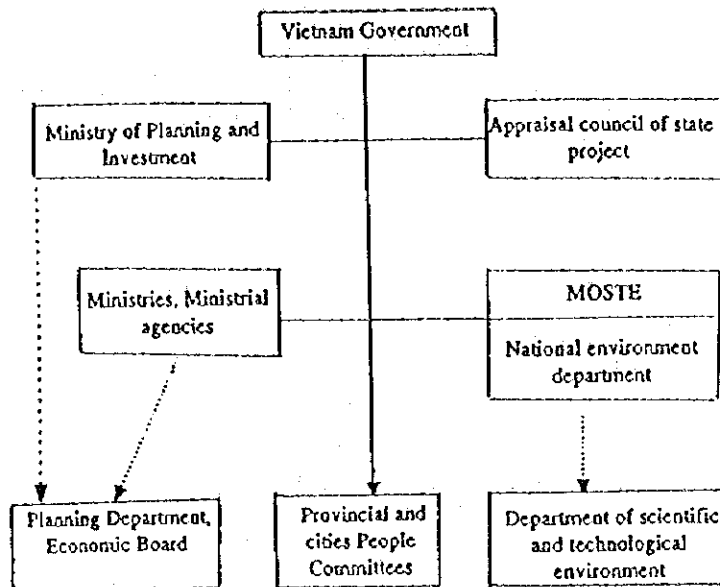 Vietnam Government
Ministry of Planning and
Investment
Appraisal council of state
project
Ministries, Ministrial
agencies
MOSTE
National environment
department
Planning Department,
Economic Board
Provincial and
cities People
Committees
Department of scientific
and technological
environment